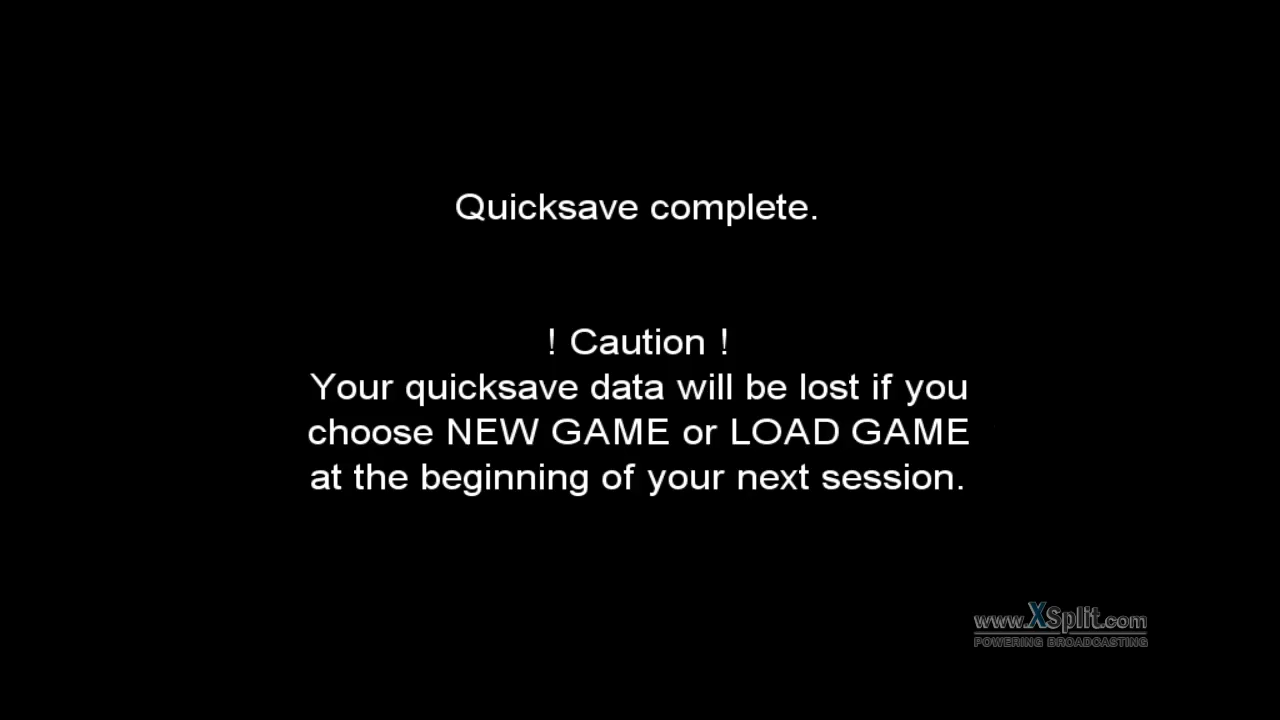 Quicksave complete.
! Caution !
Your quicksave data will be lost if you
choose NEW GAME or LOAD GAME
at the beginning of your next session.
www.XSplit.com
POWERING BROADCASTING